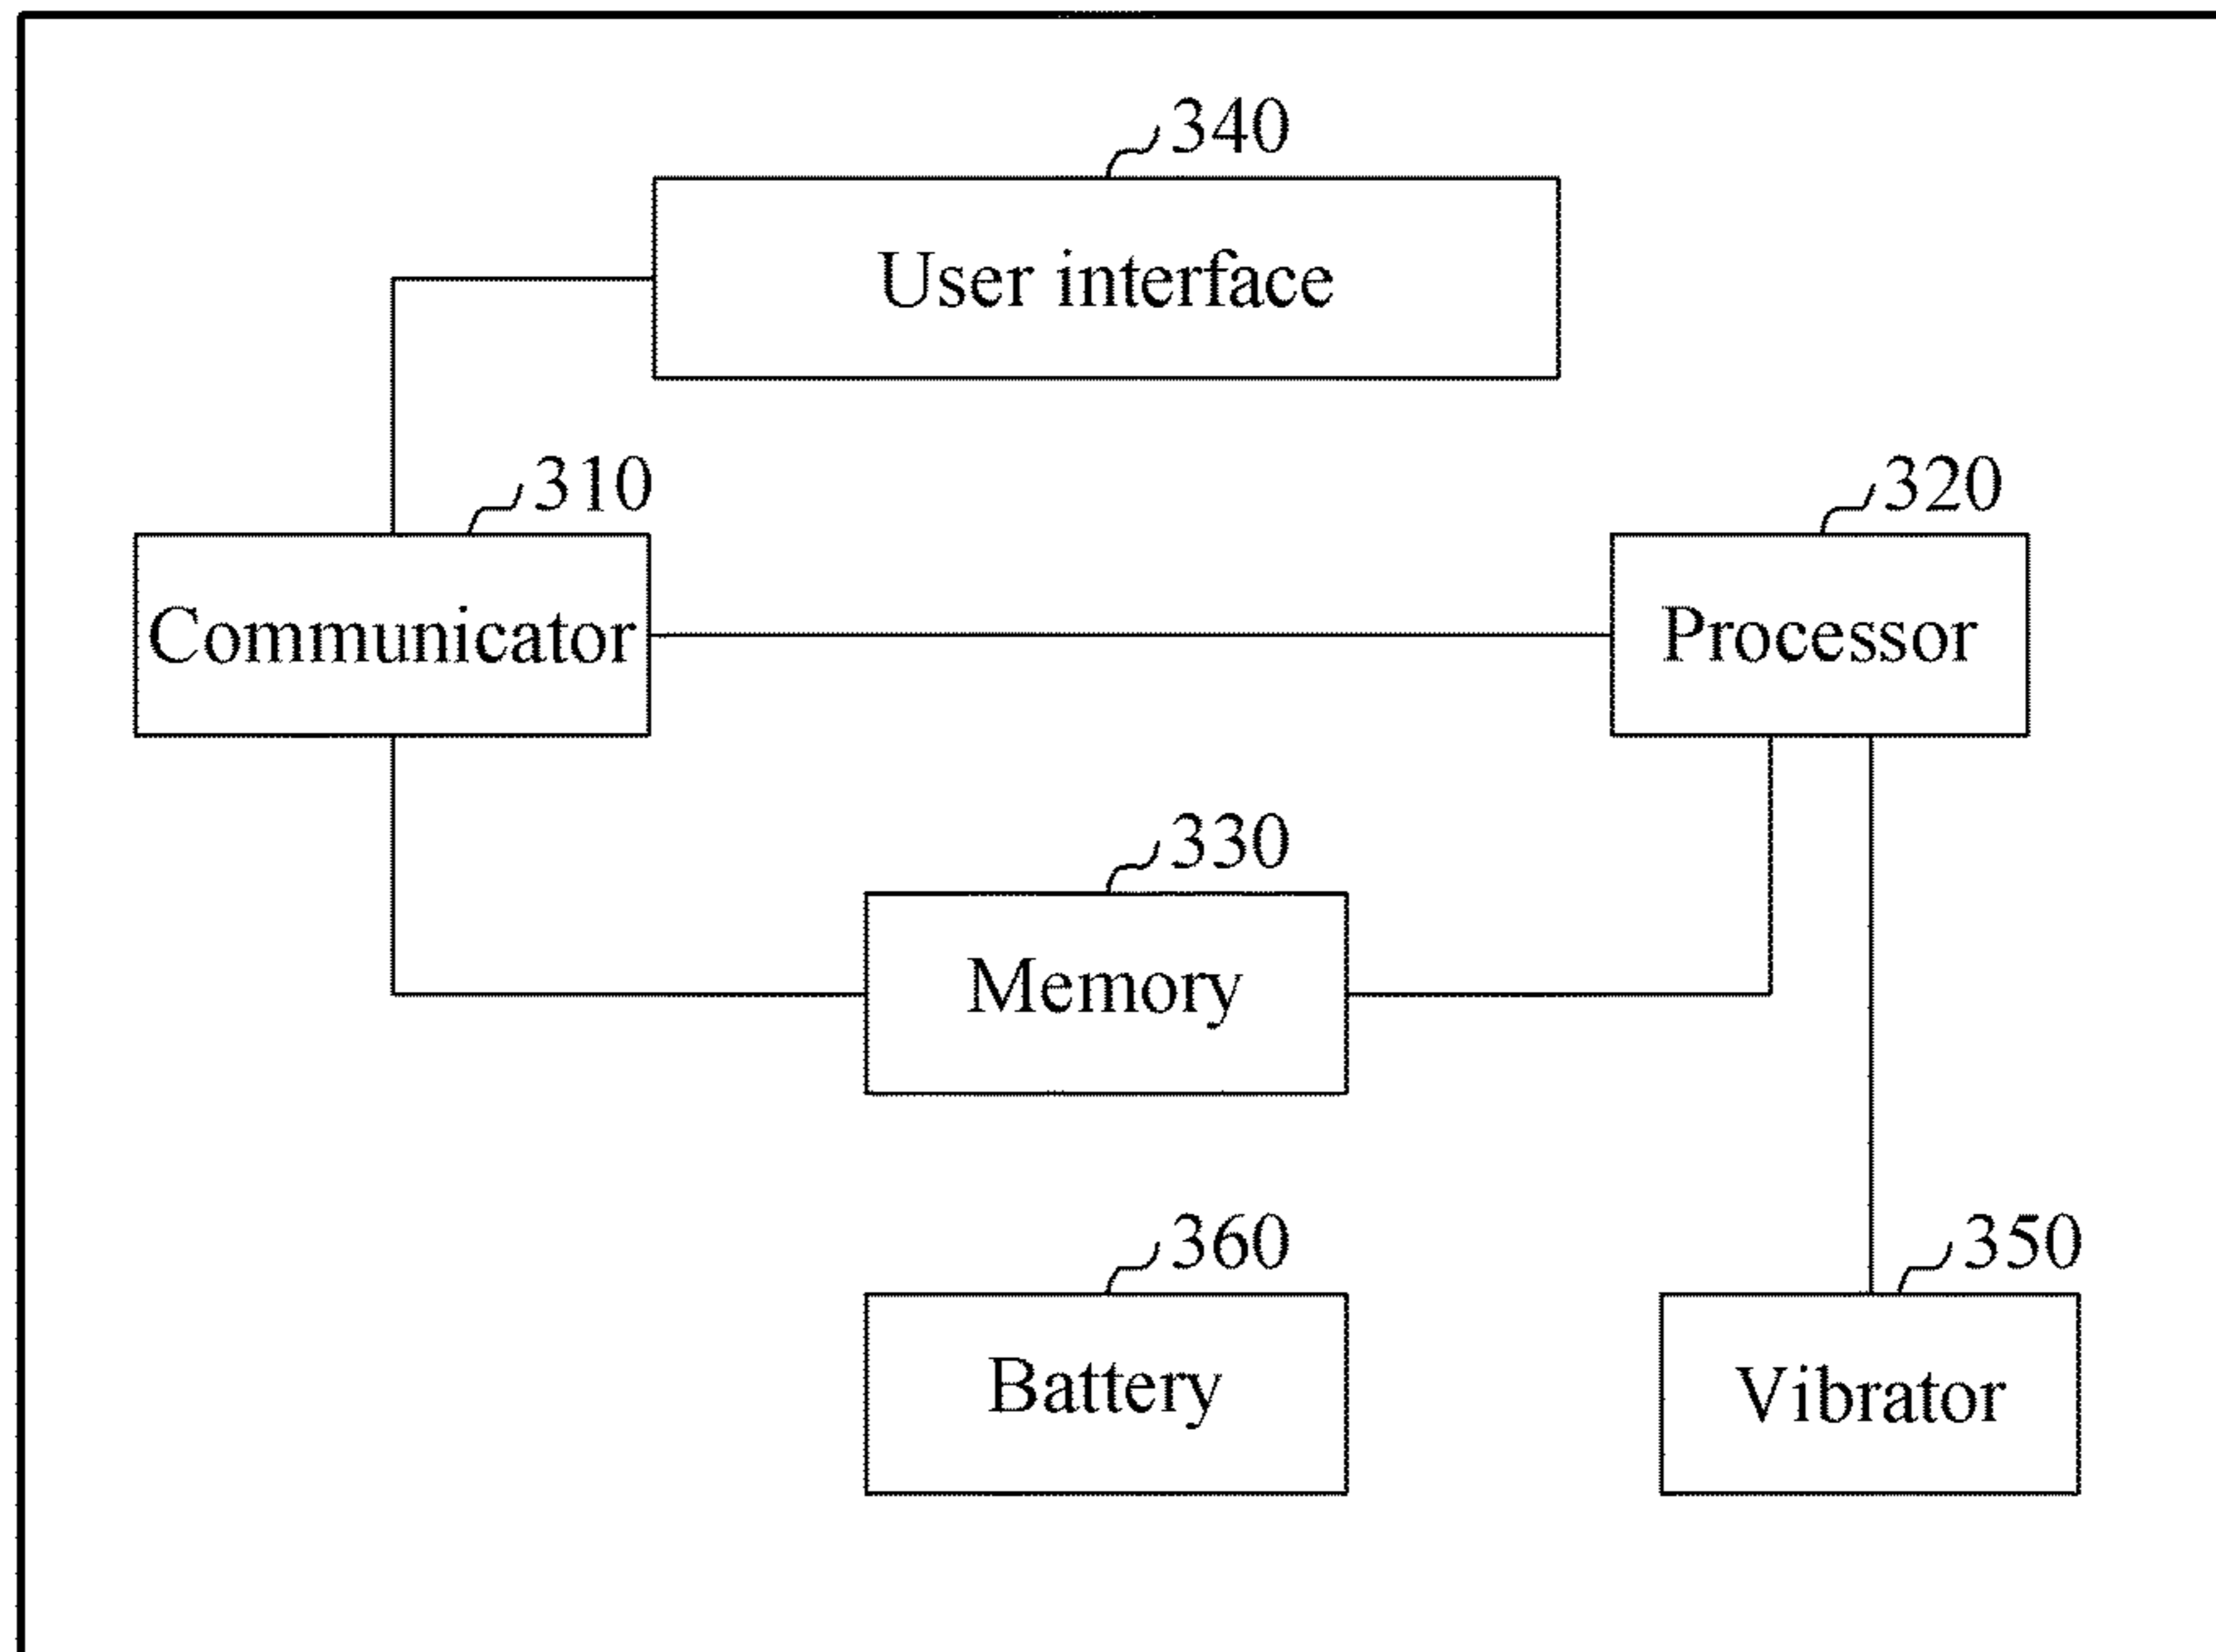 340
User interface
310
320
Communicator
Processor
330
Memory
360
350
Battery
Vibrator